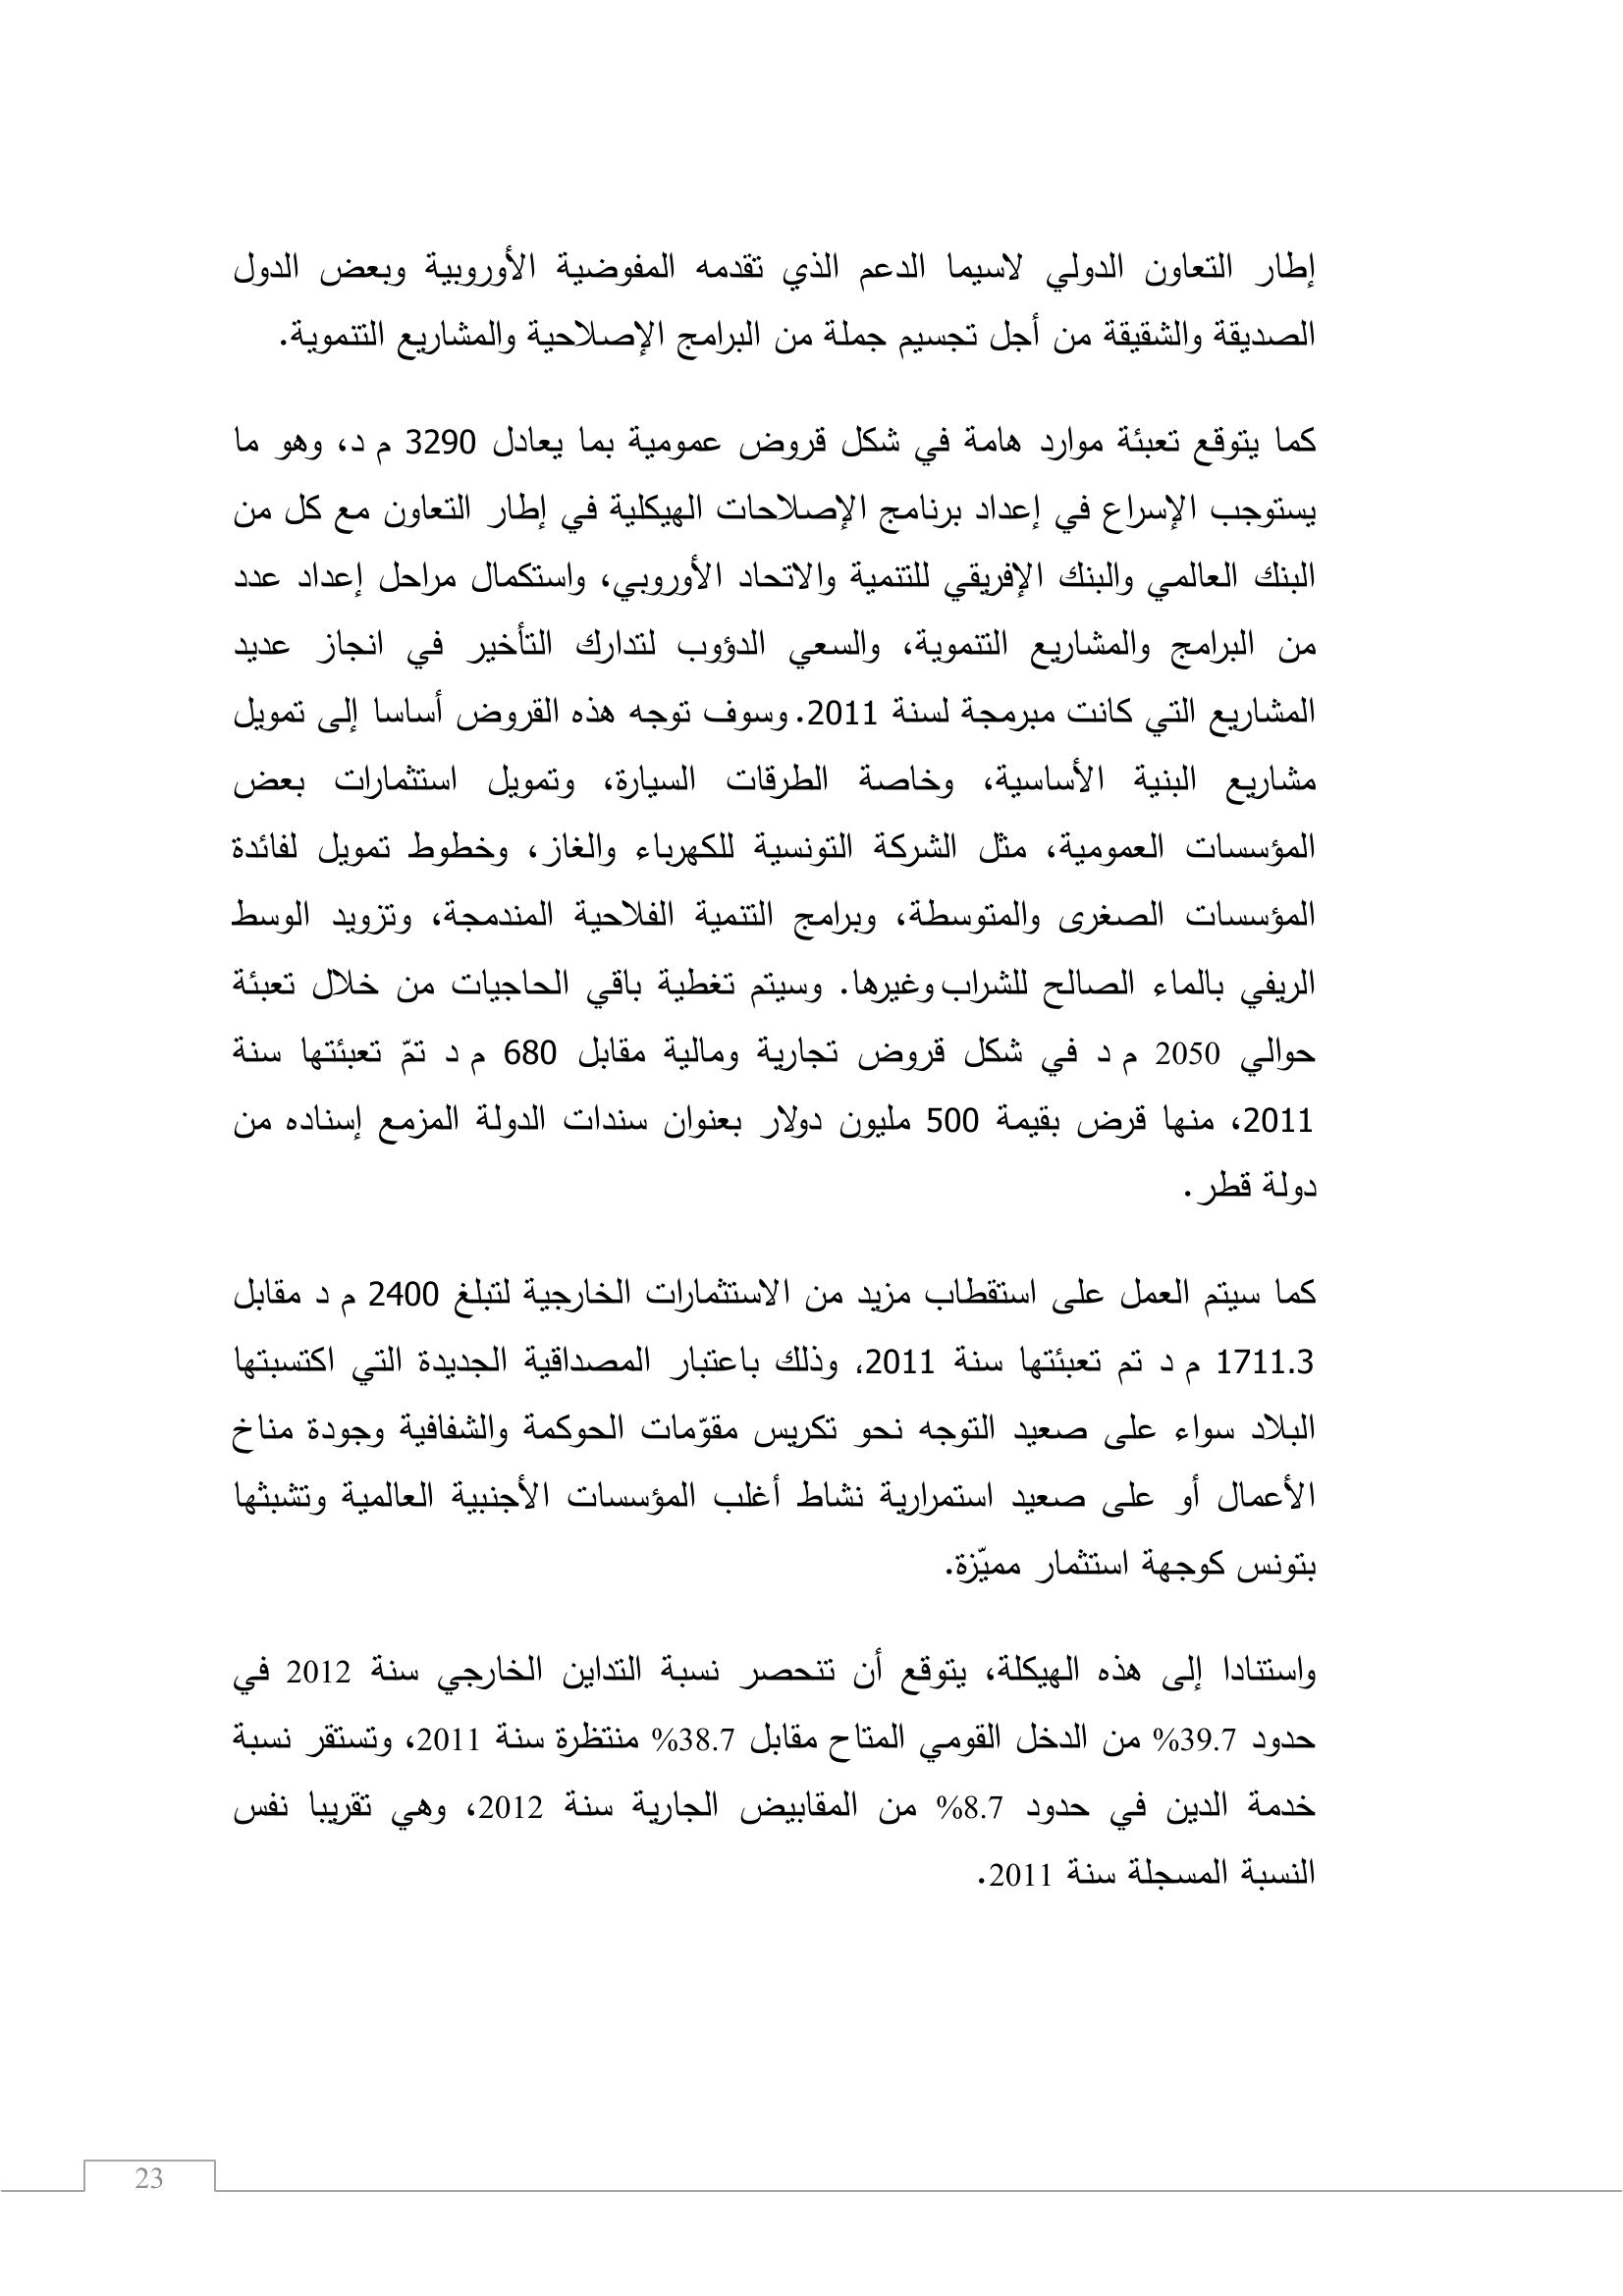 إطار التعاون الدولي لاسيما الدعم الذي تقدمه المفوضية الأوروبية وبعض الدول
الصديقة والشقيقة من أجل تجسيم جملة من البرامج الإصلاحية والمشاريع التنموية.
كما يتوقع تعبئة موارد هامة في شكل قروض عمومية بما يعادل 3290 م د، وهو ما
يستوجب الإسراع في إعداد برنامج الإصلاحات الهيكلية في إطار التعاون مع كل من
البنك العالمي والبنك الإفريقي للتنمية والاتحاد الأوروبي، واستكمال مراحل إعداد عدد
من البرامج والمشاريع التنموية، والسعي الدؤوب لتدارك التأخير في انجاز عديد
المشاريع التي كانت مبرمجة لسنة 2011. وسوف توجه هذه القروض أساسا إلى تمويل
مشاريع البنية الأساسية، وخاصة الطرقات السيارة، وتمويل استثمارات بعض
المؤسسات العمومية، مثل الشركة التونسية للكهرباء والغاز، وخطوط تمويل لفائدة
المؤسسات الصغرى والمتوسطة، وبرامج التنمية الفلاحية المندمجة، وتزويد الوسط
الريفي بالماء الصالح للشراب وغيرها. وسيتم تغطية باقي الحاجيات من خلال تعبئة
حوالي 2050 م د في شكل قروض تجارية ومالية مقابل 680 م د تمّ تعبئتها سنة
2011، منها قرض بقيمة 500 مليون دولار بعنوان سندات الدولة المزمع إسناده من
دولة قطر.
كما سيتم العمل على استقطاب مزيد من الاستثمارات الخارجية لتبلغ 2400 م د مقابل
1711.3 م د تم تعبئتها سنة 2011، وذلك باعتبار المصداقية الجديدة التي اكتسبتها
البلاد سواء على صعيد التوجه نحو تكريس مقوّمات الحوكمة والشفافية وجودة مناخ
الأعمال أو على صعيد استمرارية نشاط أغلب المؤسسات الأجنبية العالمية وتشبثها
بتونس كوجهة استثمار مميّزة.
واستنادا إلى هذه الهيكلة، يتوقع أن تنحصر نسبة التداين الخارجي سنة 2012 في
حدود 39.7% من الدخل القومي المتاح مقابل 38.7% منتظرة سنة 2011، وتستقر نسبة
خدمة الدين في حدود 8.7% من المقابيض الجارية سنة 2012، وهي تقريبا نفس
النسبة المسجلة سنة 2011.
23